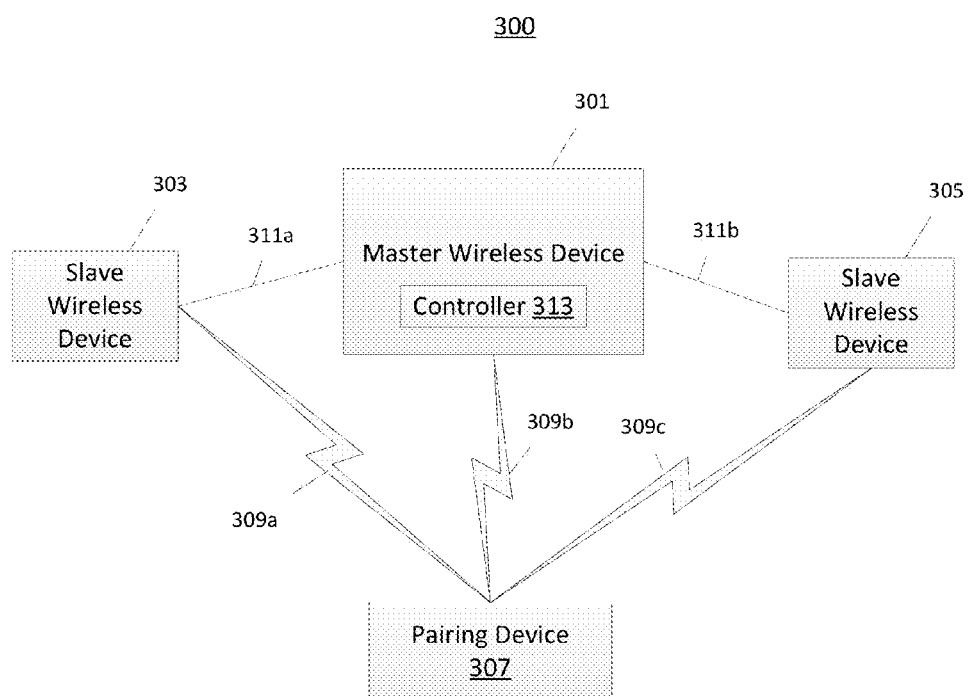 300
301
303
305
311a
311b
Slave
Wireless
Device
Master Wireless Device
Controller 313
Slave
Wireless
Device
309b
309c
309a
Pairing Device
307